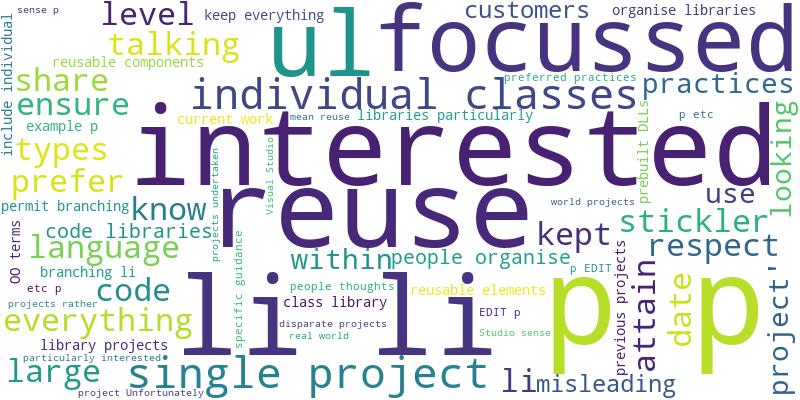 sense p
level
keep everything
customers
organise libraries
talking
ul
focussed
reusable components
include individual
share
preferred practices
individual classes
practices
ensure
current work
mean reuse
libraries particularly
p etc
example p
interested
prebuilt DLLs
looking
types
Visual Studio
projects undertaken
prefer
reuse
use
permit branching
know
world projects
stickler
OO terms
code libraries
kept
respect
language
within
people organise
specific guidance
branching li
p EDIT
previous projects
attain
date
project'
etc p
code
people thoughts
reusable elements
li li
p p
projects rather
class library
everything
EDIT p
disparate projects
library projects
real world
Studio sense
particularly interested
large
single project
li
misleading
project Unfortunately